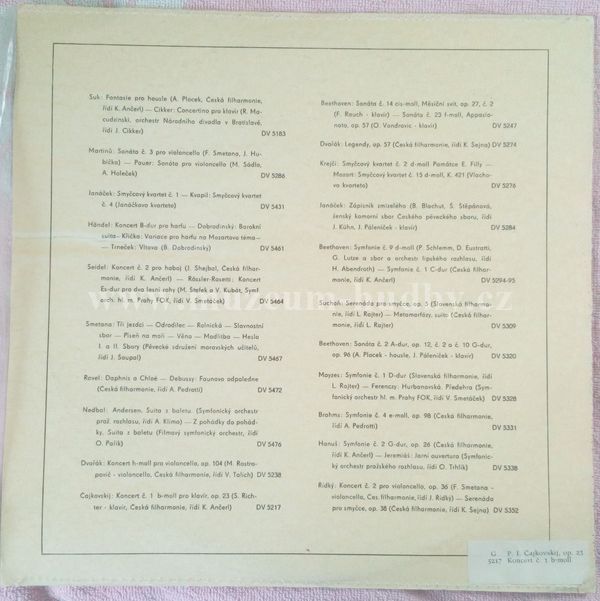 Suk: Fantasie pro housle (A. Plocek, Česká filharmonie,
řídí K. Ančerl) — Cikker: Concertino pro klavír (R. Ma-
cudzinski, orchestr Národního divadla v Bratislavě,
řídí J. Cikker) DV 5183
Martinů: Sonáta č. 3 pro violoncello (F. Smetana, J. Hu-
bička) — Pauer: Sonáta pro violoncello (M. Sádlo,
A. Holeček) DV 5286
Janáček: Smyčcový kvartet č. 1 — Kvapil: Smyčcový kvartet
č. 4 (Janáčkovo kvarteto) DV 5431
Händel: Koncert B-dur pro harfu — Dobrodinský: Barokní
suita — Křička: Variace pro harfu na Mozartovo téma —
— Trneček: Vltava (B. Dobrodinský) DV 5461
Seidel: Koncert č. 2 pro hoboj (J. Shejbal, Česká filhar-
monie, řídí K. Ančerl) — Rössler-Rosetti: Koncert
Es-dur pro dva lesní rohy (M. Štefek a V. Kubát, Symf.
orch. hl. m. Prahy FOK, řídí V. Smetáček) DV 5464
Smetana: Tři jezdci — Odrodilec — Rolnická — Slavnostní
sbor — Píseň na moři — Věno — Modlitba — Hesla
I. a II. Sbory (Pěvecké sdružení moravských učitelů,
řídí J. Šoupal) DV 5467
Ravel: Daphnis a Chloé — Debussy: Faunovo odpoledne
(Česká filharmonie, řídí A. Pedrotti) DV 5472
Nedbal: Andersen. Suita z baletu. (Symfonický orchestr
praž. rozhlasu, řídí A. Klíma) — Z pohádky do pohád-
ky. Suita z baletu (Filmový symfonický orchestr, řídí
O. Pařík) DV 5476
Dvořák: Koncert h-moll pro violoncello, op. 104 (M. Rostro-
povič - violoncello, Česká filharmonie, řídí V. Talich) DV 5238
Čajkovskij: Koncert č. 1 b-moll pro klavír, op. 23 (S. Rich-
ter - klavír, Česká filharmonie, řídí K. Ančerl) DV 5217
Beethoven: Sonáta č. 14 cis-moll, Měsíční svit, op. 27, č. 2
(F. Rauch - klavír) — Sonáta č. 23 f-moll, Appasio-
nata, op. 57 (O. Vondrovic - klavír) DV 5247
Dvořák: Legendy, op. 57 (Česká filharmonie, řídí K. Šejna) DV 5274
Krejčí: Smyčcový kvartet č. 2 d-moll Památce E. Filly —
— Mozart: Smyčcový kvartet č. 15 d-moll, K. 421 (Vlacho-
va kvarteto) DV 5276
Janáček: Zápisník zmizelého (B. Blachut, S. Štěpánová,
ženský komorní sbor Českého pěveckého sboru, řídí
J. Kühn, J. Páleníček - klavír) DV 5284
Beethoven: Symfonie č. 9 d-moll (P. Schlemm, D. Eustratti,
G. Lutze a sbor a orchestr lipského rozhlasu, řídí
H. Abendroth) — Symfonie č. 1 C-dur (Česká filhar-
monie, řídí K. Ančerl) DV 5294-95
Suchoň: Serenáda pro smyčce, op. 5 (Slovenská filharmo-
nie, řídí L. Rajter) — Metamorfózy, suita (Česká filhar-
monie, řídí L. Rajter) DV 5309
Beethoven: Sonáta č. 2 A-dur, op. 12, č. 2 a č. 10 G-dur,
op. 96 (A. Plocek - housle, J. Páleníček - klavír) DV 5320
Moyzes: Symfonie č. 1 D-dur (Slovenská filharmonie, řídí
L. Rajter) — Ferenczy: Hurbanovská. Předehra (Sym-
fonický orchestr hl. m. Prahy FOK, řídí V. Smetáček) DV 5328
Brahms: Symfonie č. 4 e-moll, op. 98 (Česká filharmonie,
řídí A. Pedrotti) DV 5331
Hanuš: Symfonie č. 2 G-dur, op. 26 (Česká filharmonie,
řídí K. Ančerl) — Jeremiáš: Jarní ouvertura (Symfonic-
ký orchestr pražského rozhlasu, řídí O. Trhlík) DV 5338
Řídký: Koncert č. 2 pro violoncello, op. 36 (F. Smetana -
- violoncello, Čes. filharmonie, řídí J. Řídký) — Serenáda
pro smyčce, op. 38 (Česká filharmonie, řídí K. Šejna) DV 5352
G P. I. Čajkovskij, op. 23
5217 Koncert č. 1 b-moll